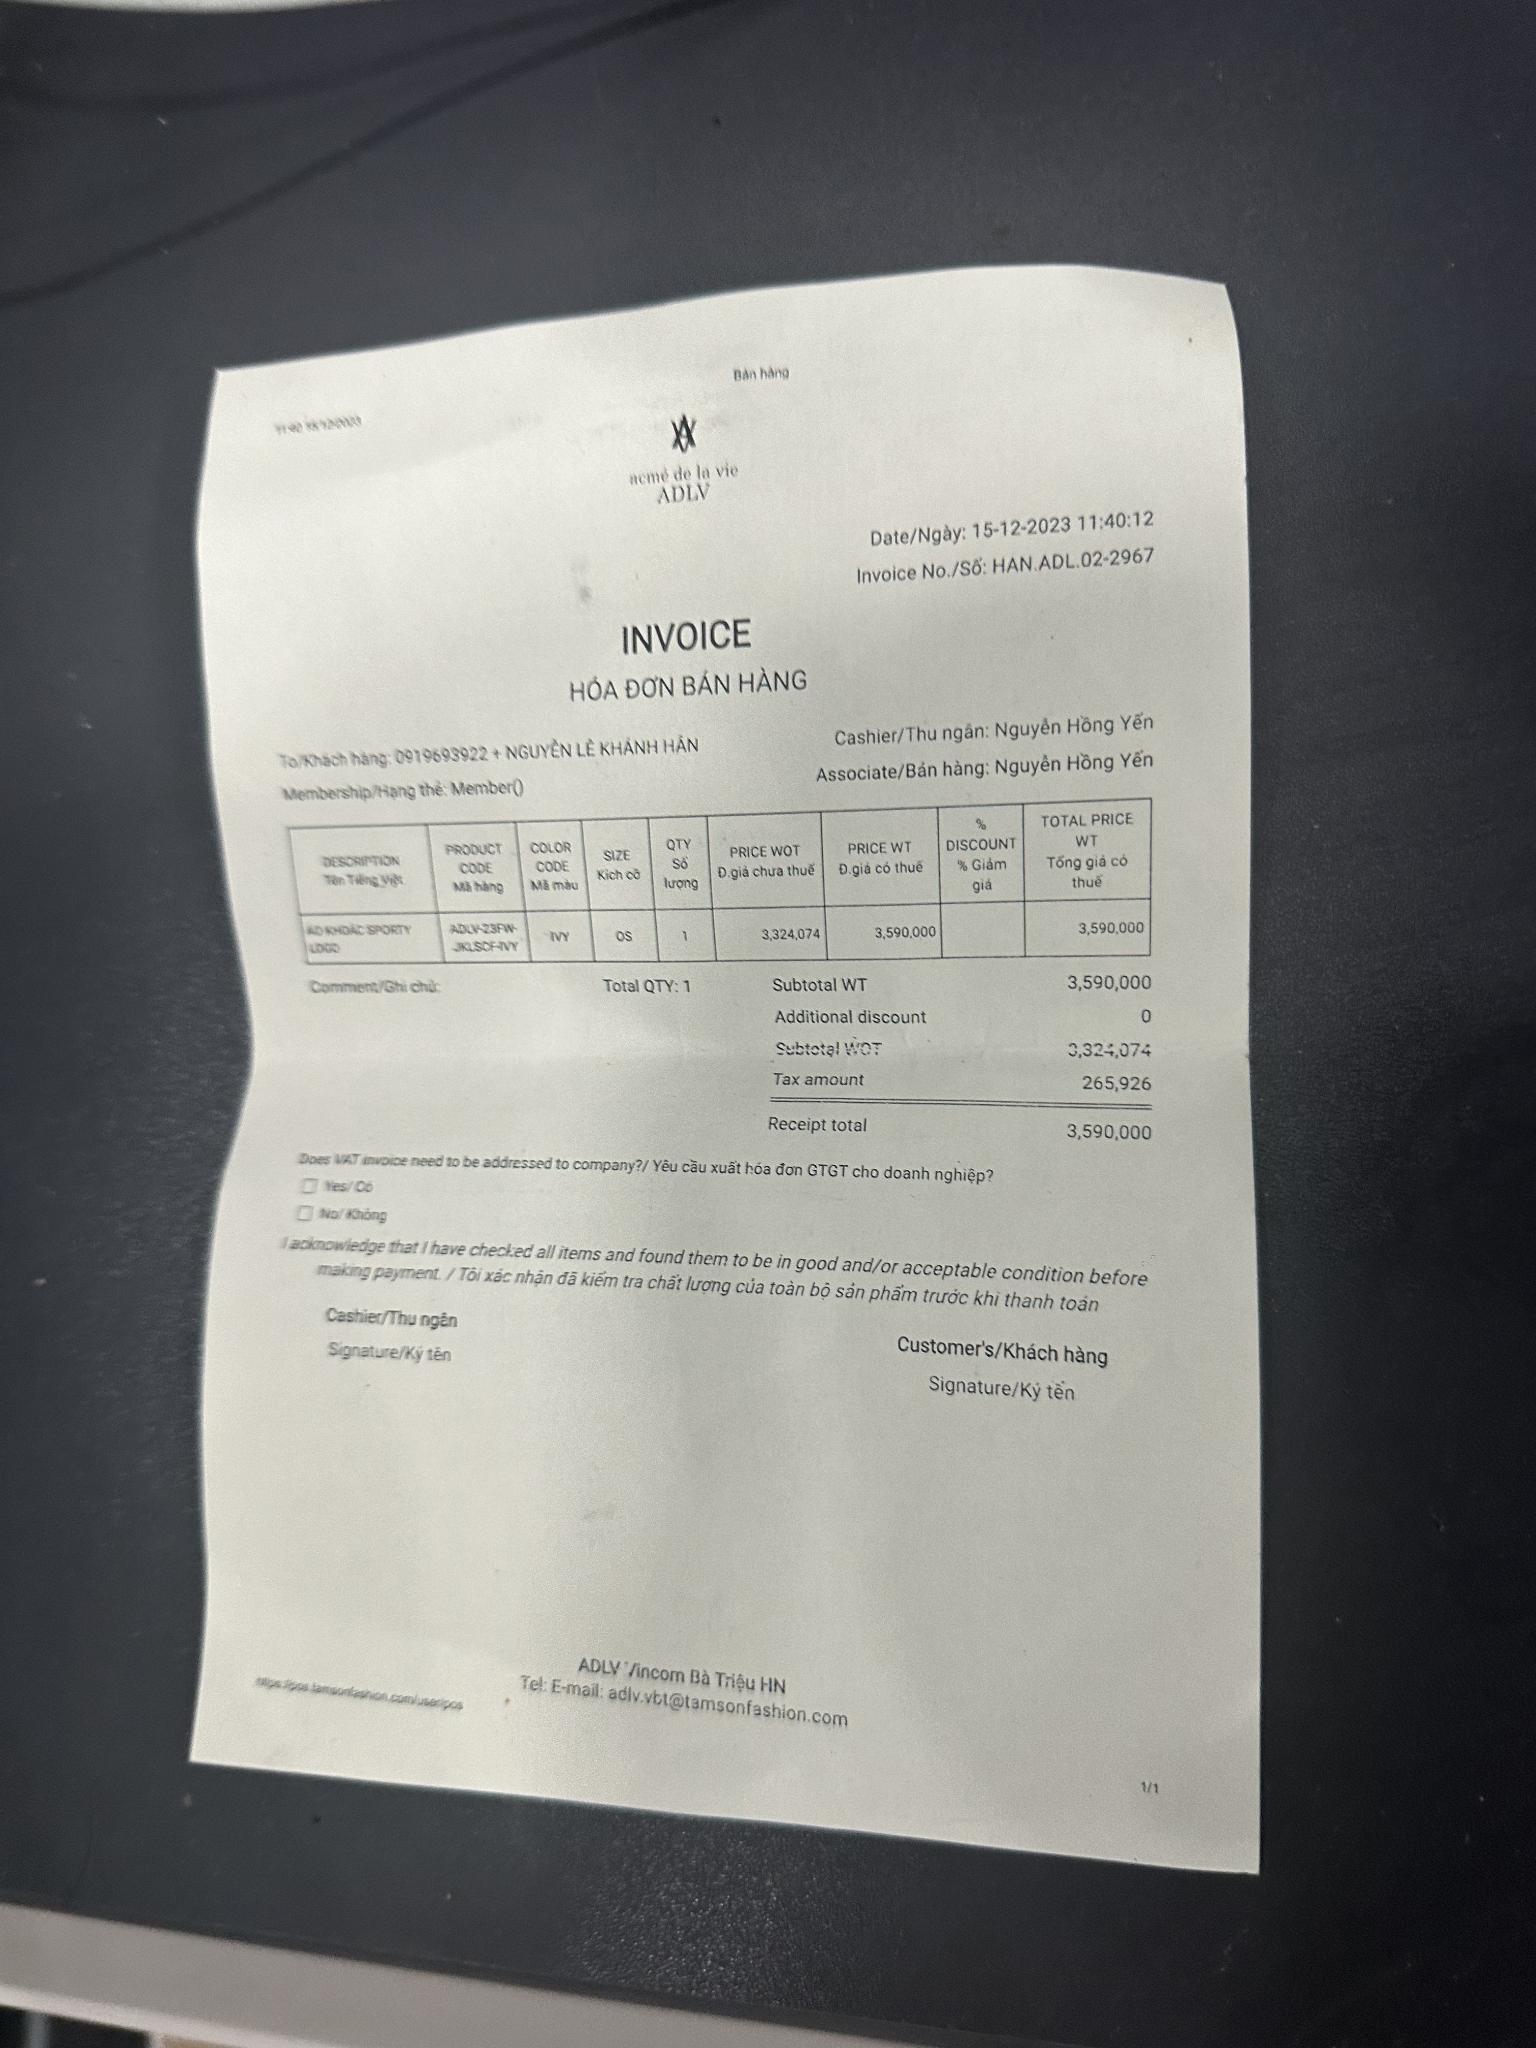 Bán hàng
11:40 15/12/2023
acmé de la vie
ADLV
Date/Ngày: 15-12-2023 11:40:12
Invoice No./Số: HAN.ADL.02-2967
INVOICE
HÓA ĐƠN BÁN HÀNG
To/Khách hàng: 0919693922 + NGUYỄN LÊ KHÁNH HÂN
Cashier/Thu ngân: Nguyễn Hồng Yến
Membership/Hạng thẻ: Member()
Associate/Bán hàng: Nguyễn Hồng Yến
DESCRIPTION
Tên Tiếng Việt
PRODUCT
CODE
Mã hàng
COLOR
CODE
Mã màu
SIZE
Kích cỡ
QTY
Số
lượng
PRICE WOT
Đ.giá chưa thuế
PRICE WT
Đ.giá có thuế
%
DISCOUNT
% Giảm
giá
TOTAL PRICE
WT
Tổng giá có
thuế
ÁO KHOÁC SPORTY
LOGO
ADLV-23FW-
JKLSCF-IVY
IVY
OS
1
3,324,074
3,590,000
3,590,000
Comment/Ghi chú:
Total QTY: 1
Subtotal WT 3,590,000
Additional discount 0
Subtotal WOT 3,324,074
Tax amount 265,926
Receipt total 3,590,000
Does VAT invoice need to be addressed to company?/ Yêu cầu xuất hóa đơn GTGT cho doanh nghiệp?
Yes/ Có
No/ Không
I acknowledge that I have checked all items and found them to be in good and/or acceptable condition before
making payment. / Tôi xác nhận đã kiểm tra chất lượng của toàn bộ sản phẩm trước khi thanh toán
Cashier/Thu ngân
Signature/Ký tên
Customer's/Khách hàng
Signature/Ký tên
ADLV Vincom Bà Triệu HN
Tel: E-mail: adlv.vbt@tamsonfashion.com
https://pos.tamsonfashion.com/user/pos
1/1